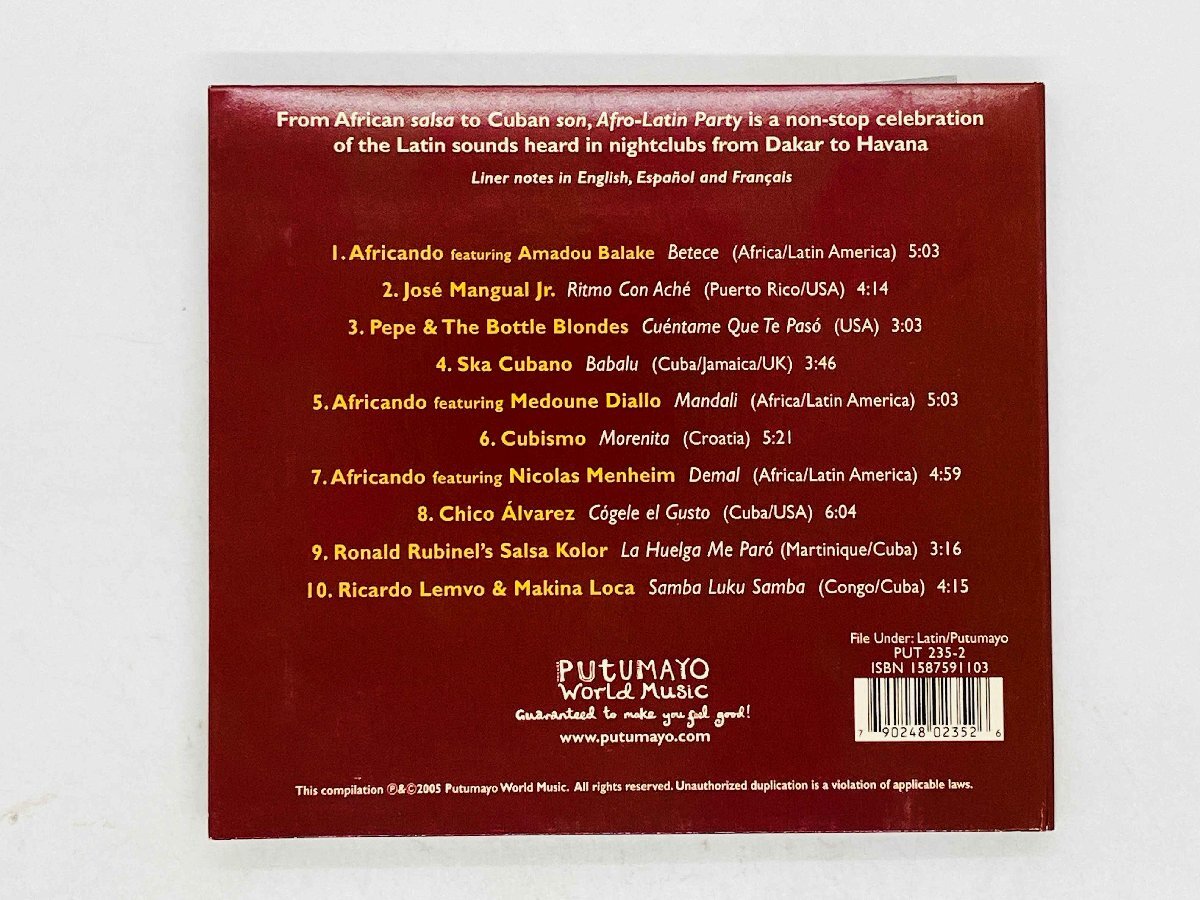 From African salsa to Cuban son, Afro-Latin Party is a non-stop celebration
of the Latin sounds heard in nightclubs from Dakar to Havana
Liner notes in English, Español and Français
1. Africando featuring Amadou Balake Betece (Africa/Latin America) 5:03
2. José Mangual Jr. Ritmo Con Aché (Puerto Rico/USA) 4:14
3. Pepe & The Bottle Blondes Cuéntame Que Te Pasó (USA) 3:03
4. Ska Cubano Babalu (Cuba/Jamaica/UK) 3:46
5. Africando featuring Medoune Diallo Mandali (Africa/Latin America) 5:03
6. Cubismo Morenita (Croatia) 5:21
7. Africando featuring Nicolas Menheim Demal (Africa/Latin America) 4:59
8. Chico Álvarez Cógele el Gusto (Cuba/USA) 6:04
9. Ronald Rubinel's Salsa Kolor La Huelga Me Paró (Martinique/Cuba) 3:16
10. Ricardo Lemvo & Makina Loca Samba Luku Samba (Congo/Cuba) 4:15
File Under: Latin/Putumayo
PUT 235-2
ISBN 1587591103
7 90248 02352 6
PUTUMAYO
World Music
Guaranteed to make you feel good!
www.putumayo.com
This compilation ℗&©2005 Putumayo World Music. All rights reserved. Unauthorized duplication is a violation of applicable laws.